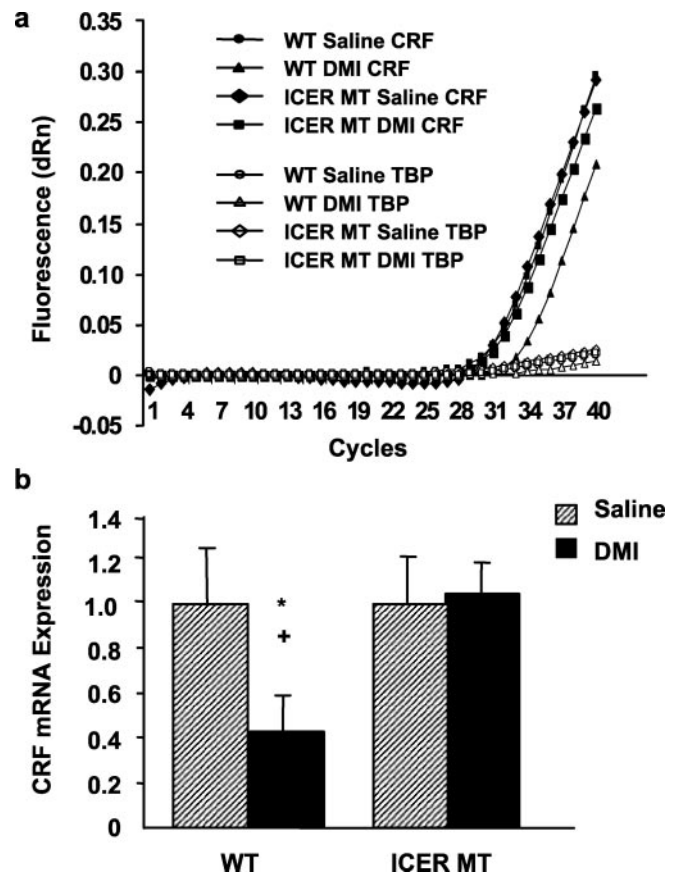 a
0.35
0.30
0.25
0.20
0.15
0.10
0.05
0
-0.05
Fluorescence (dRn)
WT Saline CRF
WT DMI CRF
ICER MT Saline CRF
ICER MT DMI CRF
WT Saline TBP
WT DMI TBP
ICER MT Saline TBP
ICER MT DMI TBP
1 4 7 10 13 16 19 22 25 28 31 34 37 40
Cycles
b
1.4
1.2
1.0
0.8
0.6
0.4
0.2
0
CRF mRNA Expression
Saline
DMI
*
+
WT ICER MT